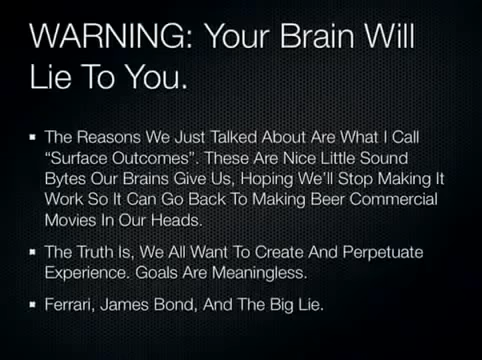 WARNING: Your Brain Will
Lie To You.
The Reasons We Just Talked About Are What I Call
“Surface Outcomes”. These Are Nice Little Sound
Bytes Our Brains Give Us, Hoping We’ll Stop Making It
Work So It Can Go Back To Making Beer Commercial
Movies In Our Heads.
The Truth Is, We All Want To Create And Perpetuate
Experience. Goals Are Meaningless.
Ferrari, James Bond, And The Big Lie.